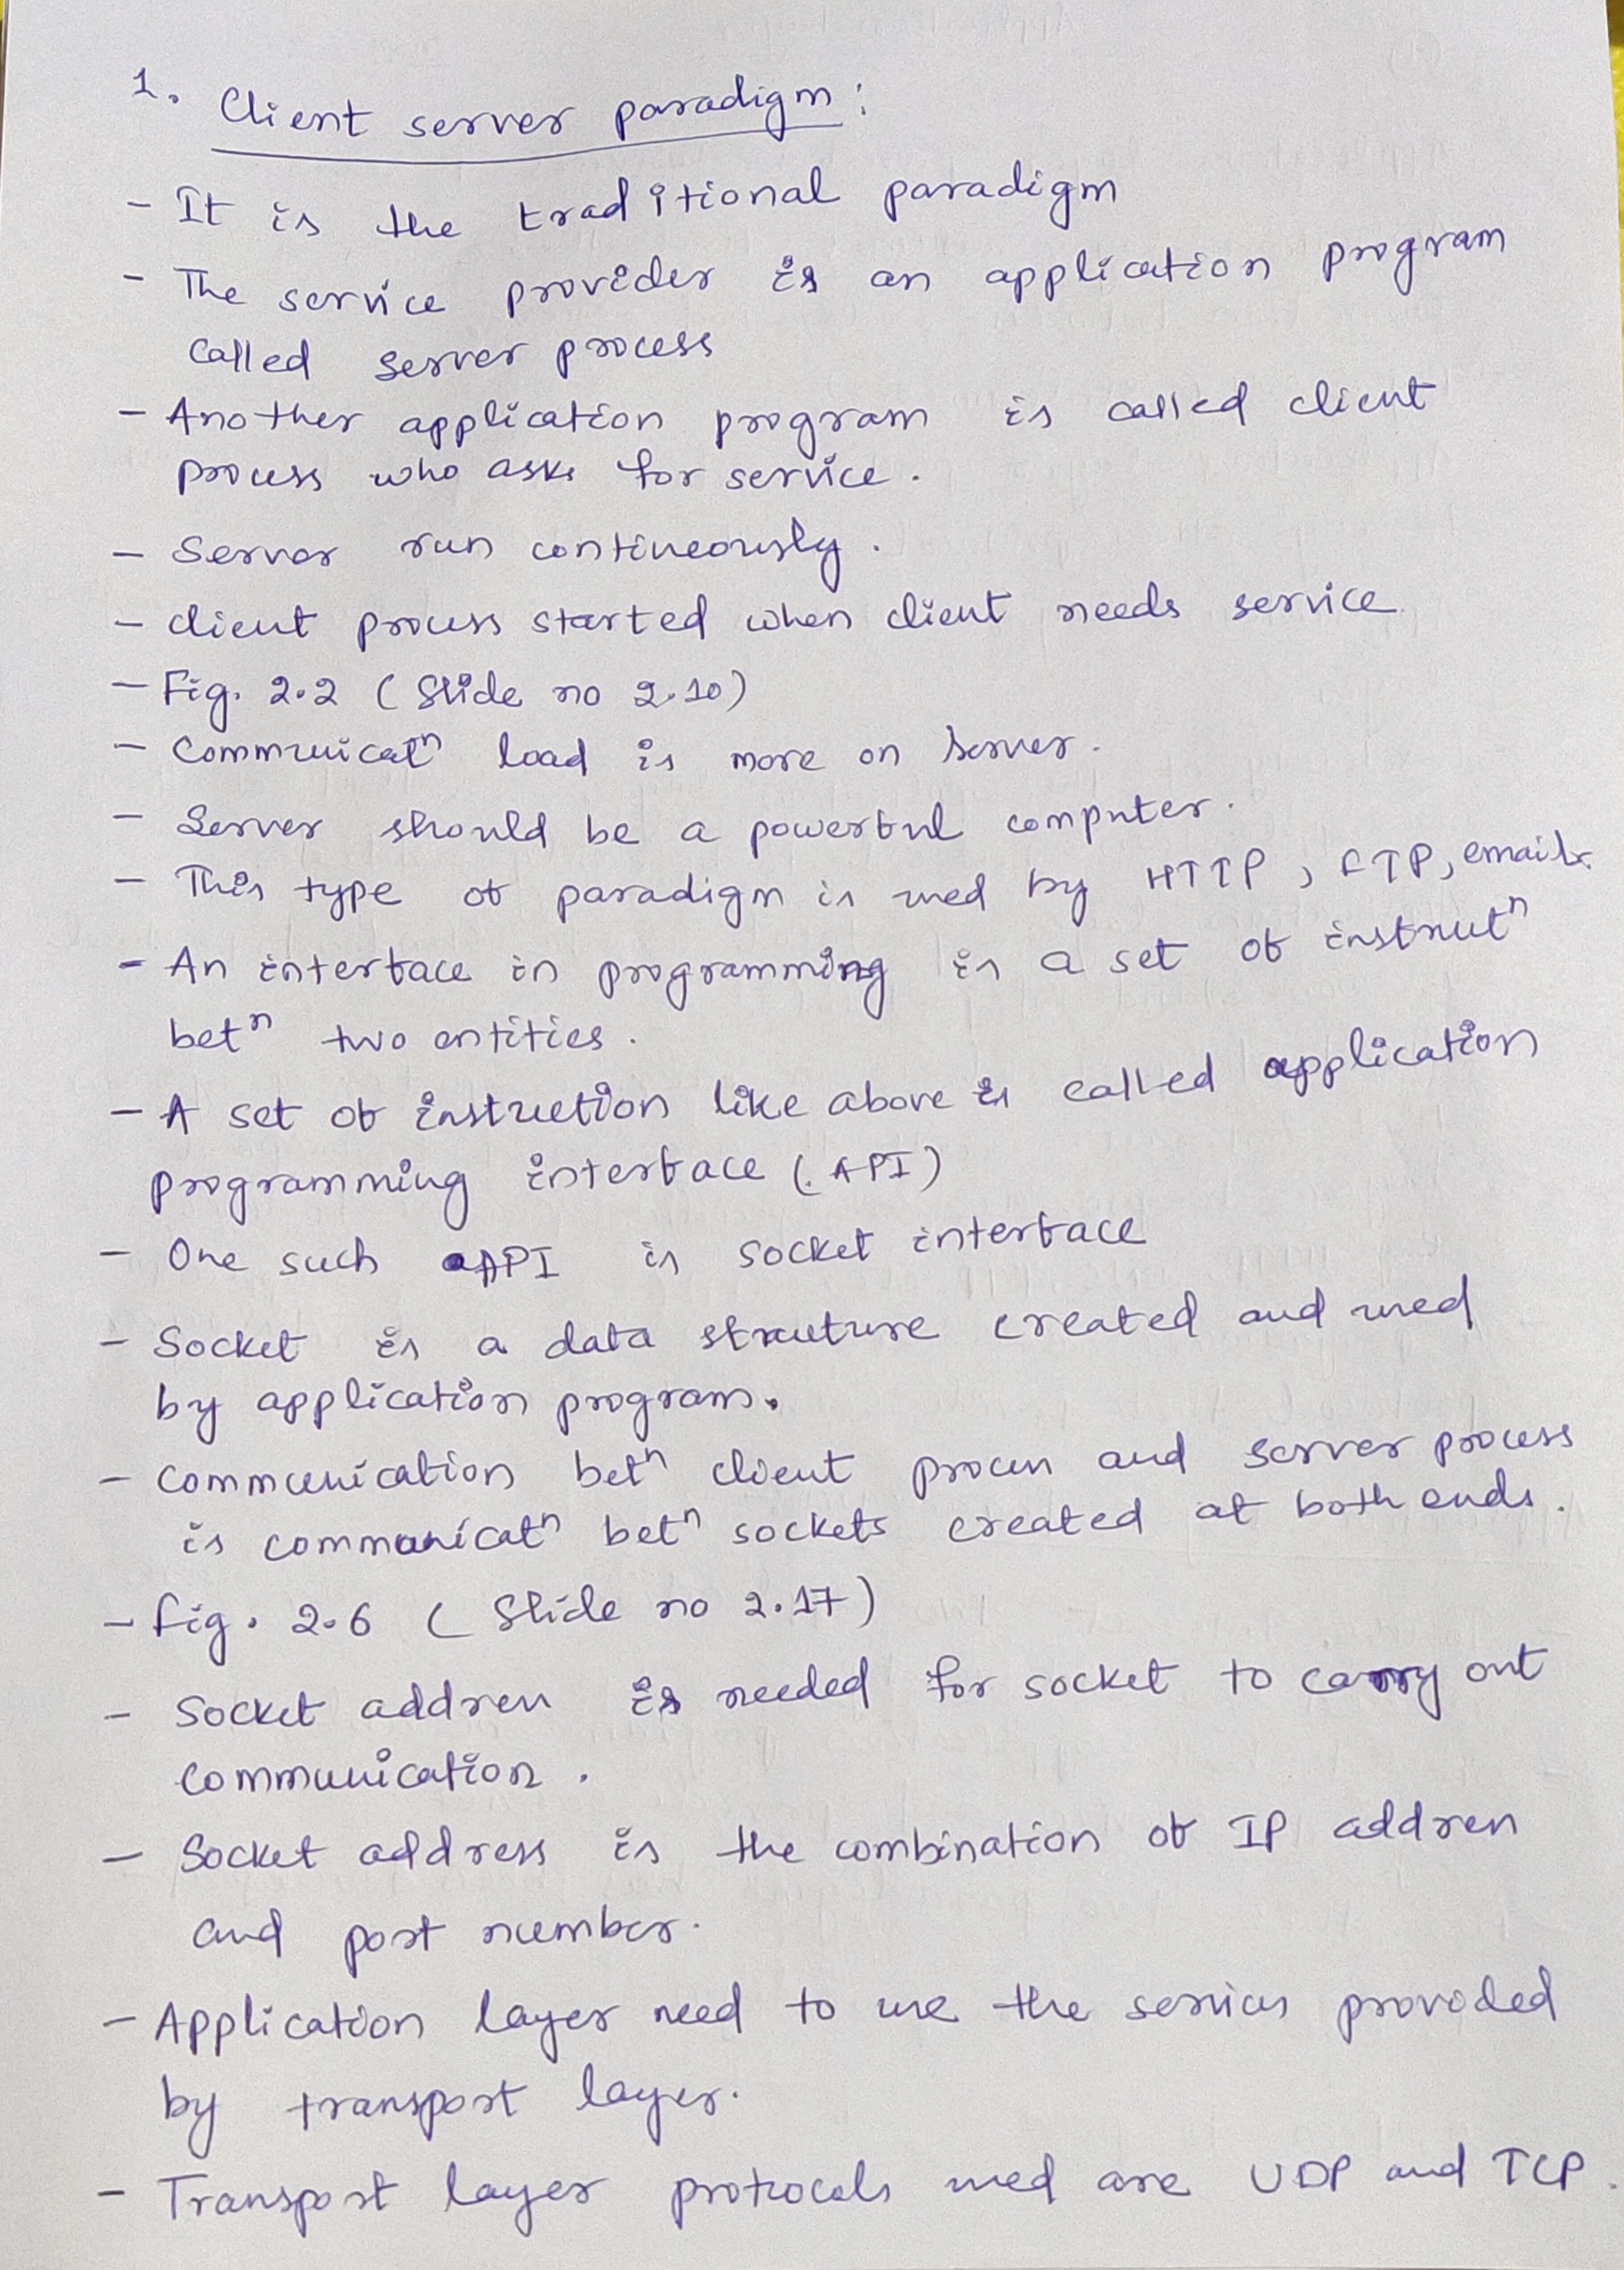 1. Client server paradigm :
- It is the traditional paradigm
- The service provider is an application program
called server process
- Another application program is called client
process who asks for service.
- Server run contineously.
- client process started when client needs service
- Fig. 2.2 ( Slide no 2.10)
- Communicatⁿ load is more on server.
- Server should be a powerful computer.
- This type of paradigm is used by HTTP, FTP, email
- An interface in programming is a set of instructⁿ
betⁿ two entities.
- A set of instruction like above is called application
programming interface (API)
- One such API is socket interface
- Socket is a data structure created and used
by application program.
- Communication betⁿ client process and server process
is communicatⁿ betⁿ sockets created at both ends.
- fig. 2.6 ( Slide no 2.17)
- Socket address is needed for socket to carry out
communication.
- Socket address is the combination of IP address
and port number.
- Application layer need to use the services provided
by transport layer.
- Transport layer protocols used are UDP and TCP.